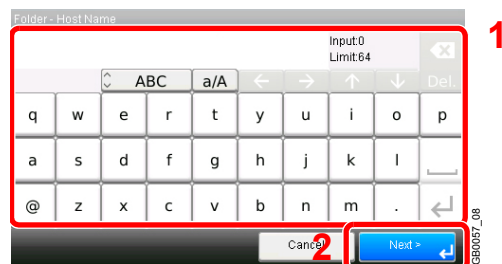 Folder - Host Name
1
Input:0
Limit:64
ABC a/A Del.
q w e r t y u i o p
a s d f g h j k l
@ z x c v b n m .
Cancel 2 Next >
GB0057_08